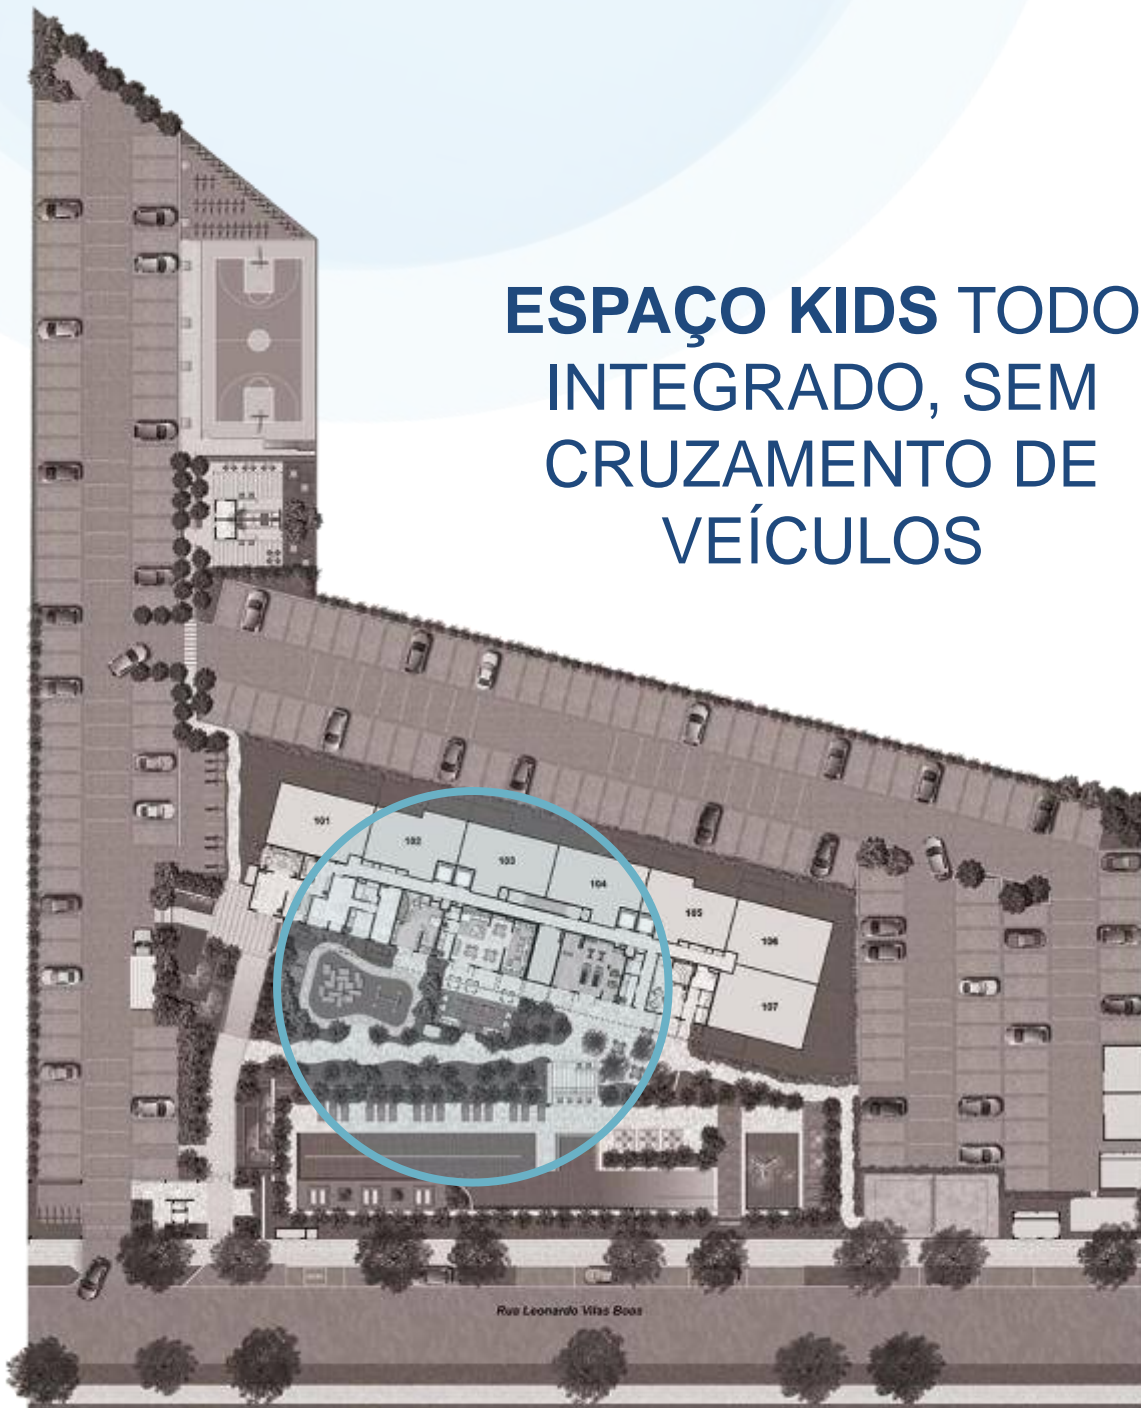 ESPAÇO KIDS TODO
INTEGRADO, SEM
CRUZAMENTO DE
VEÍCULOS
101
102
103
104
105
106
107
Rua Leonardo Vilas Boas